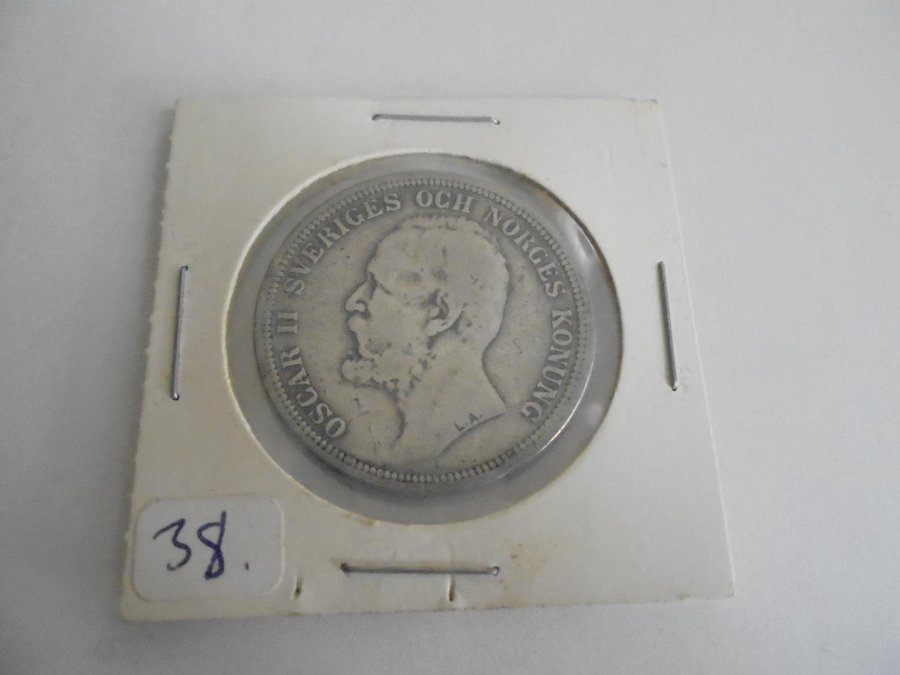 OSCAR II SVERIGES OCH NORGES KONUNG
L.A.
38.